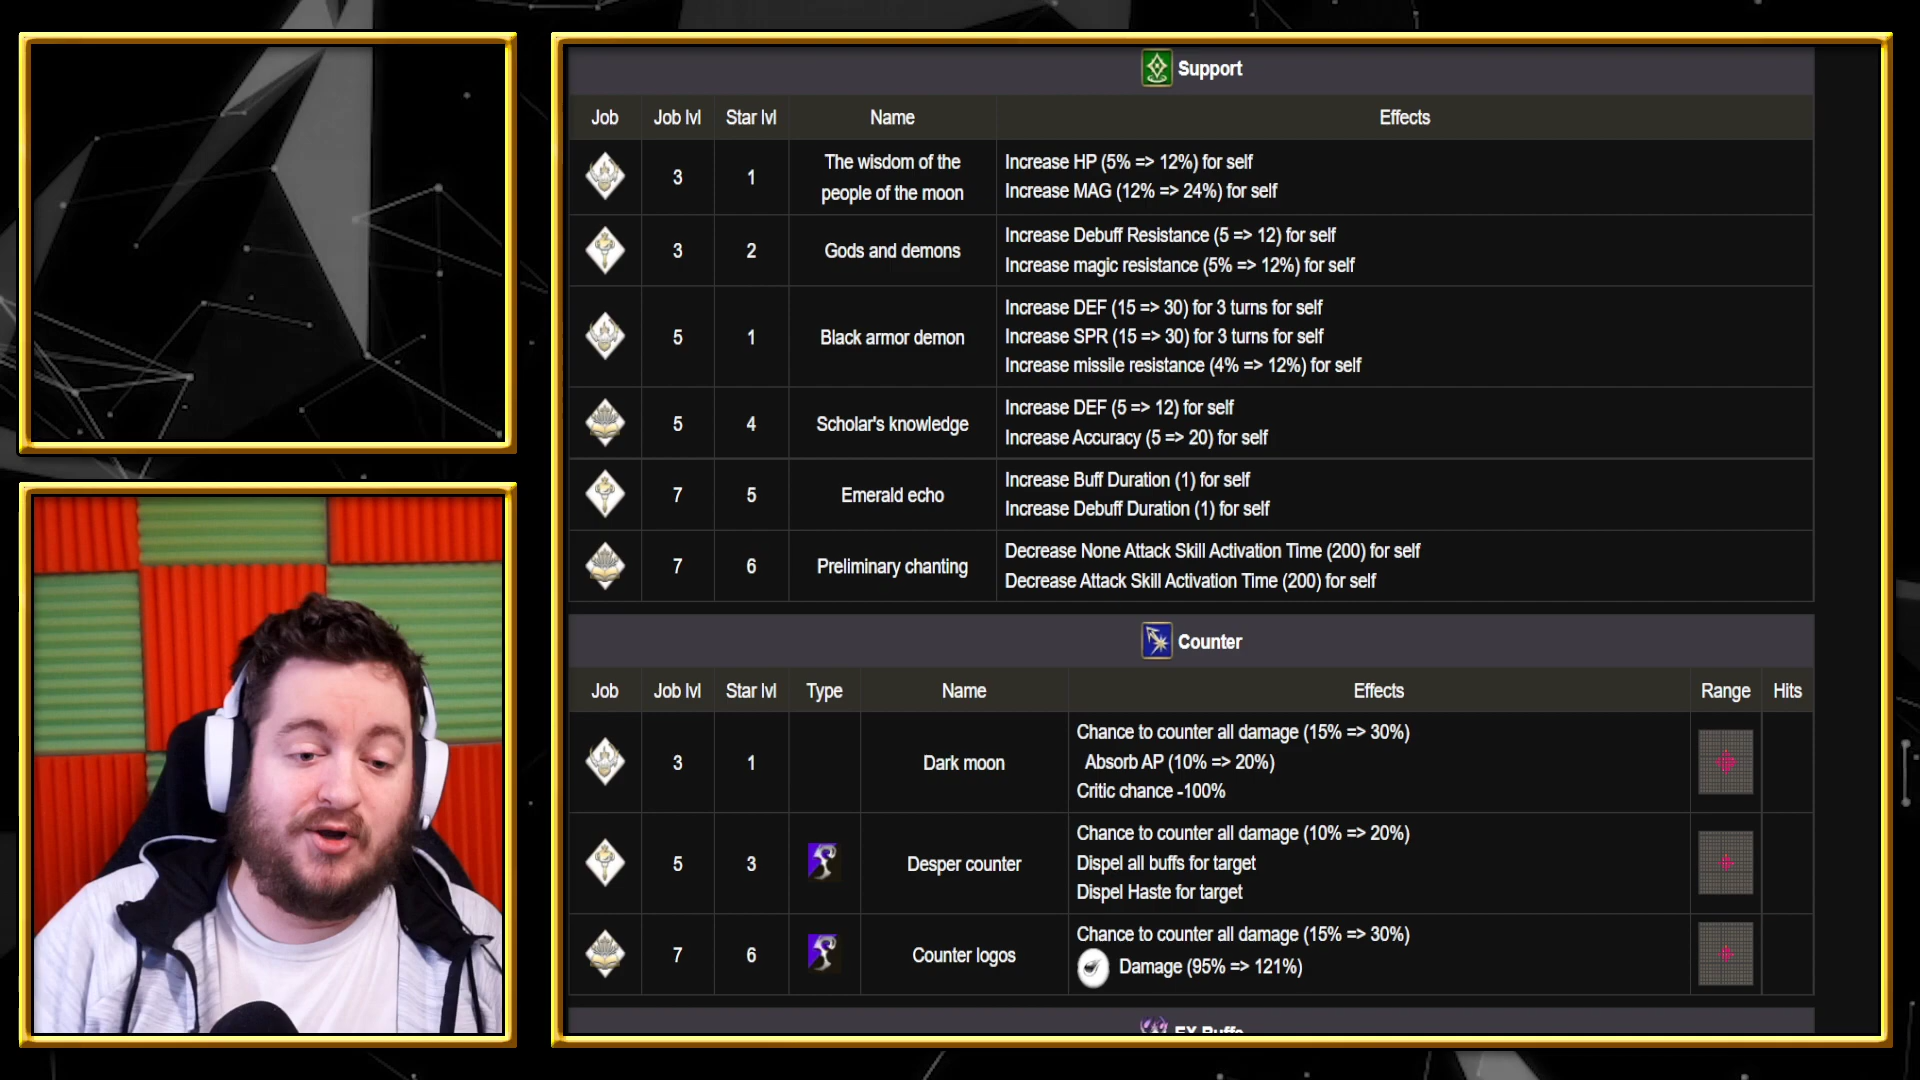 Support
Job Job lvl Star lvl Name Effects
3 1 The wisdom of the people of the moon
Increase HP (5% => 12%) for self
Increase MAG (12% => 24%) for self
3 2 Gods and demons
Increase Debuff Resistance (5 => 12) for self
Increase magic resistance (5% => 12%) for self
5 1 Black armor demon
Increase DEF (15 => 30) for 3 turns for self
Increase SPR (15 => 30) for 3 turns for self
Increase missile resistance (4% => 12%) for self
5 4 Scholar's knowledge
Increase DEF (5 => 12) for self
Increase Accuracy (5 => 20) for self
7 5 Emerald echo
Increase Buff Duration (1) for self
Increase Debuff Duration (1) for self
7 6 Preliminary chanting
Decrease None Attack Skill Activation Time (200) for self
Decrease Attack Skill Activation Time (200) for self
Counter
Job Job lvl Star lvl Type Name Effects Range Hits
3 1 Dark moon
Chance to counter all damage (15% => 30%)
Absorb AP (10% => 20%)
Critic chance -100%
5 3 Desper counter
Chance to counter all damage (10% => 20%)
Dispel all buffs for target
Dispel Haste for target
7 6 Counter logos
Chance to counter all damage (15% => 30%)
Damage (95% => 121%)
EX Buffs